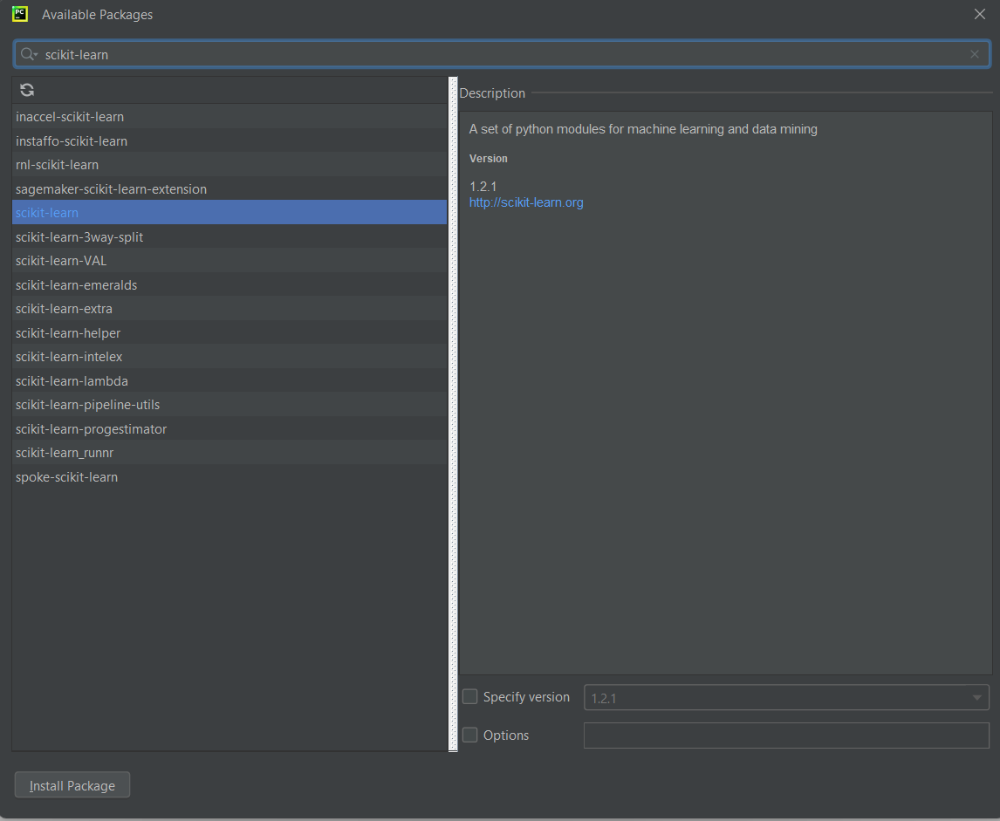 PC
Available Packages
scikit-learn
inaccel-scikit-learn
instaffo-scikit-learn
rnl-scikit-learn
sagemaker-scikit-learn-extension
scikit-learn
scikit-learn-3way-split
scikit-learn-VAL
scikit-learn-emeralds
scikit-learn-extra
scikit-learn-helper
scikit-learn-intelex
scikit-learn-lambda
scikit-learn-pipeline-utils
scikit-learn-progestimator
scikit-learn_runnr
spoke-scikit-learn
Description
A set of python modules for machine learning and data mining
Version
1.2.1
http://scikit-learn.org
Specify version 1.2.1
Options
Install Package